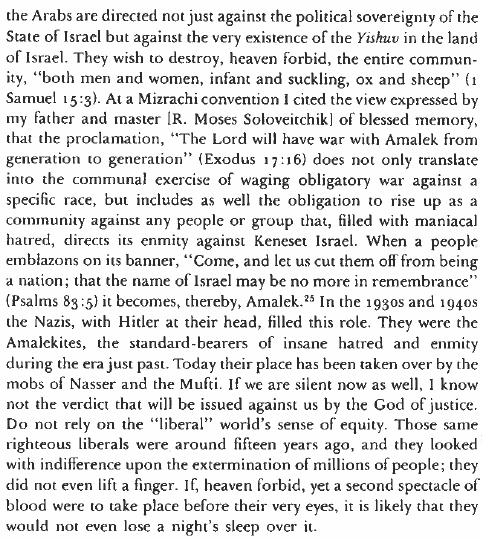 the Arabs are directed not just against the political sovereignty of the
State of Israel but against the very existence of the Yishuv in the land
of Israel. They wish to destroy, heaven forbid, the entire commun-
ity, “both men and women, infant and suckling, ox and sheep” (1
Samuel 15:3). At a Mizrachi convention I cited the view expressed by
my father and master [R. Moses Soloveitchik] of blessed memory,
that the proclamation, “The Lord will have war with Amalek from
generation to generation” (Exodus 17:16) does not only translate
into the communal exercise of waging obligatory war against a
specific race, but includes as well the obligation to rise up as a
community against any people or group that, filled with maniacal
hatred, directs its enmity against Keneset Israel. When a people
emblazons on its banner, “Come, and let us cut them off from being
a nation; that the name of Israel may be no more in remembrance”
(Psalms 83:5) it becomes, thereby, Amalek.²⁵ In the 1930s and 1940s
the Nazis, with Hitler at their head, filled this role. They were the
Amalekites, the standard-bearers of insane hatred and enmity
during the era just past. Today their place has been taken over by the
mobs of Nasser and the Mufti. If we are silent now as well, I know
not the verdict that will be issued against us by the God of justice.
Do not rely on the “liberal” world’s sense of equity. Those same
righteous liberals were around fifteen years ago, and they looked
with indifference upon the extermination of millions of people; they
did not even lift a finger. If, heaven forbid, yet a second spectacle of
blood were to take place before their very eyes, it is likely that they
would not even lose a night’s sleep over it.